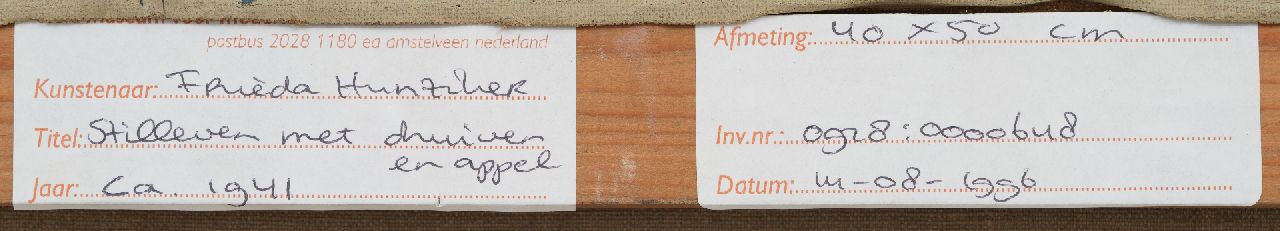 postbus 2028 1180 ea amstelveen nederland
Kunstenaar: Frieda Hunziker
Titel: Stilleven met druiven
en appel
Jaar: Ca. 1941
Afmeting: 40 x 50 cm
Inv.nr.: 0928:0000648
Datum: 14-08-1996